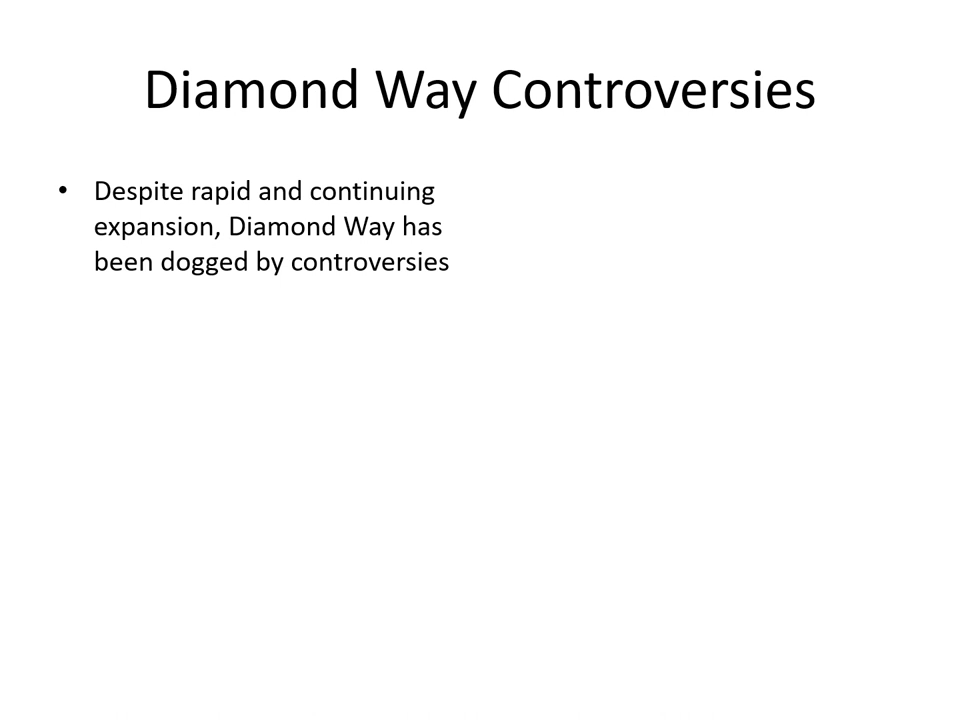 Diamond Way Controversies
• Despite rapid and continuing
expansion, Diamond Way has
been dogged by controversies